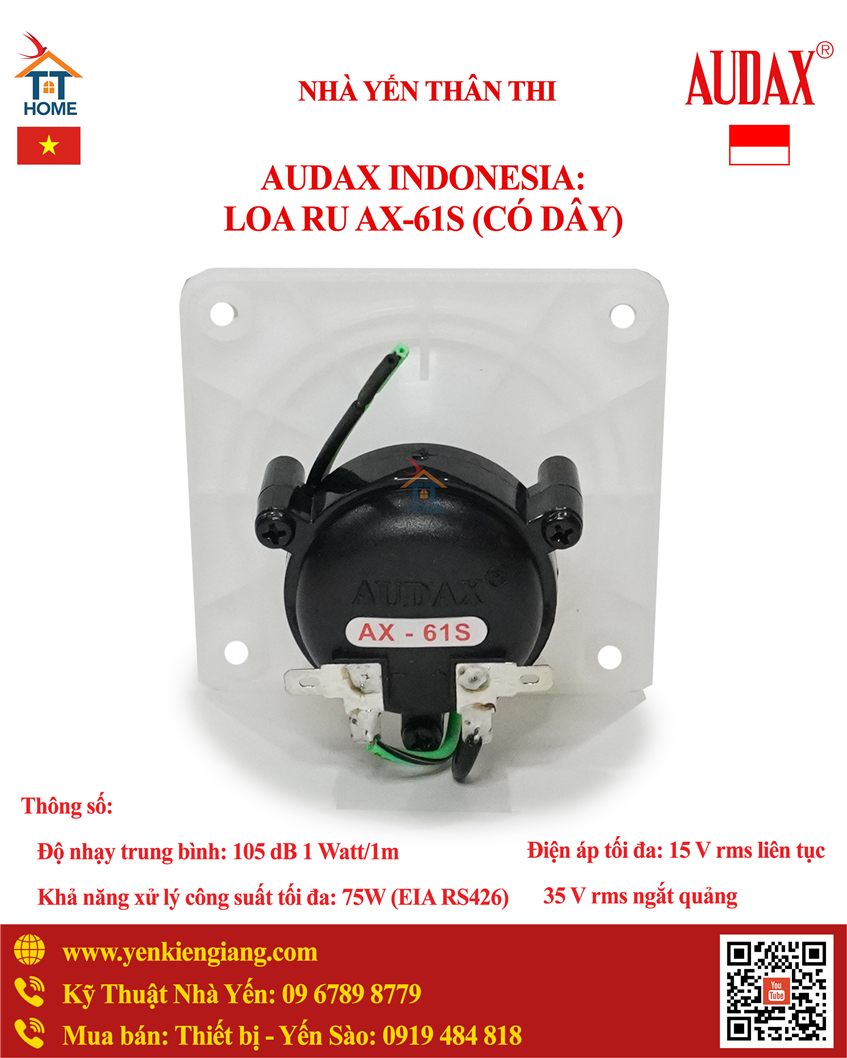 TT
HOME
NHÀ YẾN THÂN THI
AUDAX®
AUDAX INDONESIA:
LOA RU AX-61S (CÓ DÂY)
AUDAX®
AX - 61S
Thông số:
Độ nhạy trung bình: 105 dB 1 Watt/1m
Điện áp tối đa: 15 V rms liên tục
Khả năng xử lý công suất tối đa: 75W (EIA RS426)
35 V rms ngắt quảng
www.yenkiengiang.com
Kỹ Thuật Nhà Yến: 09 6789 8779
Mua bán: Thiết bị - Yến Sào: 0919 484 818
You
Tube